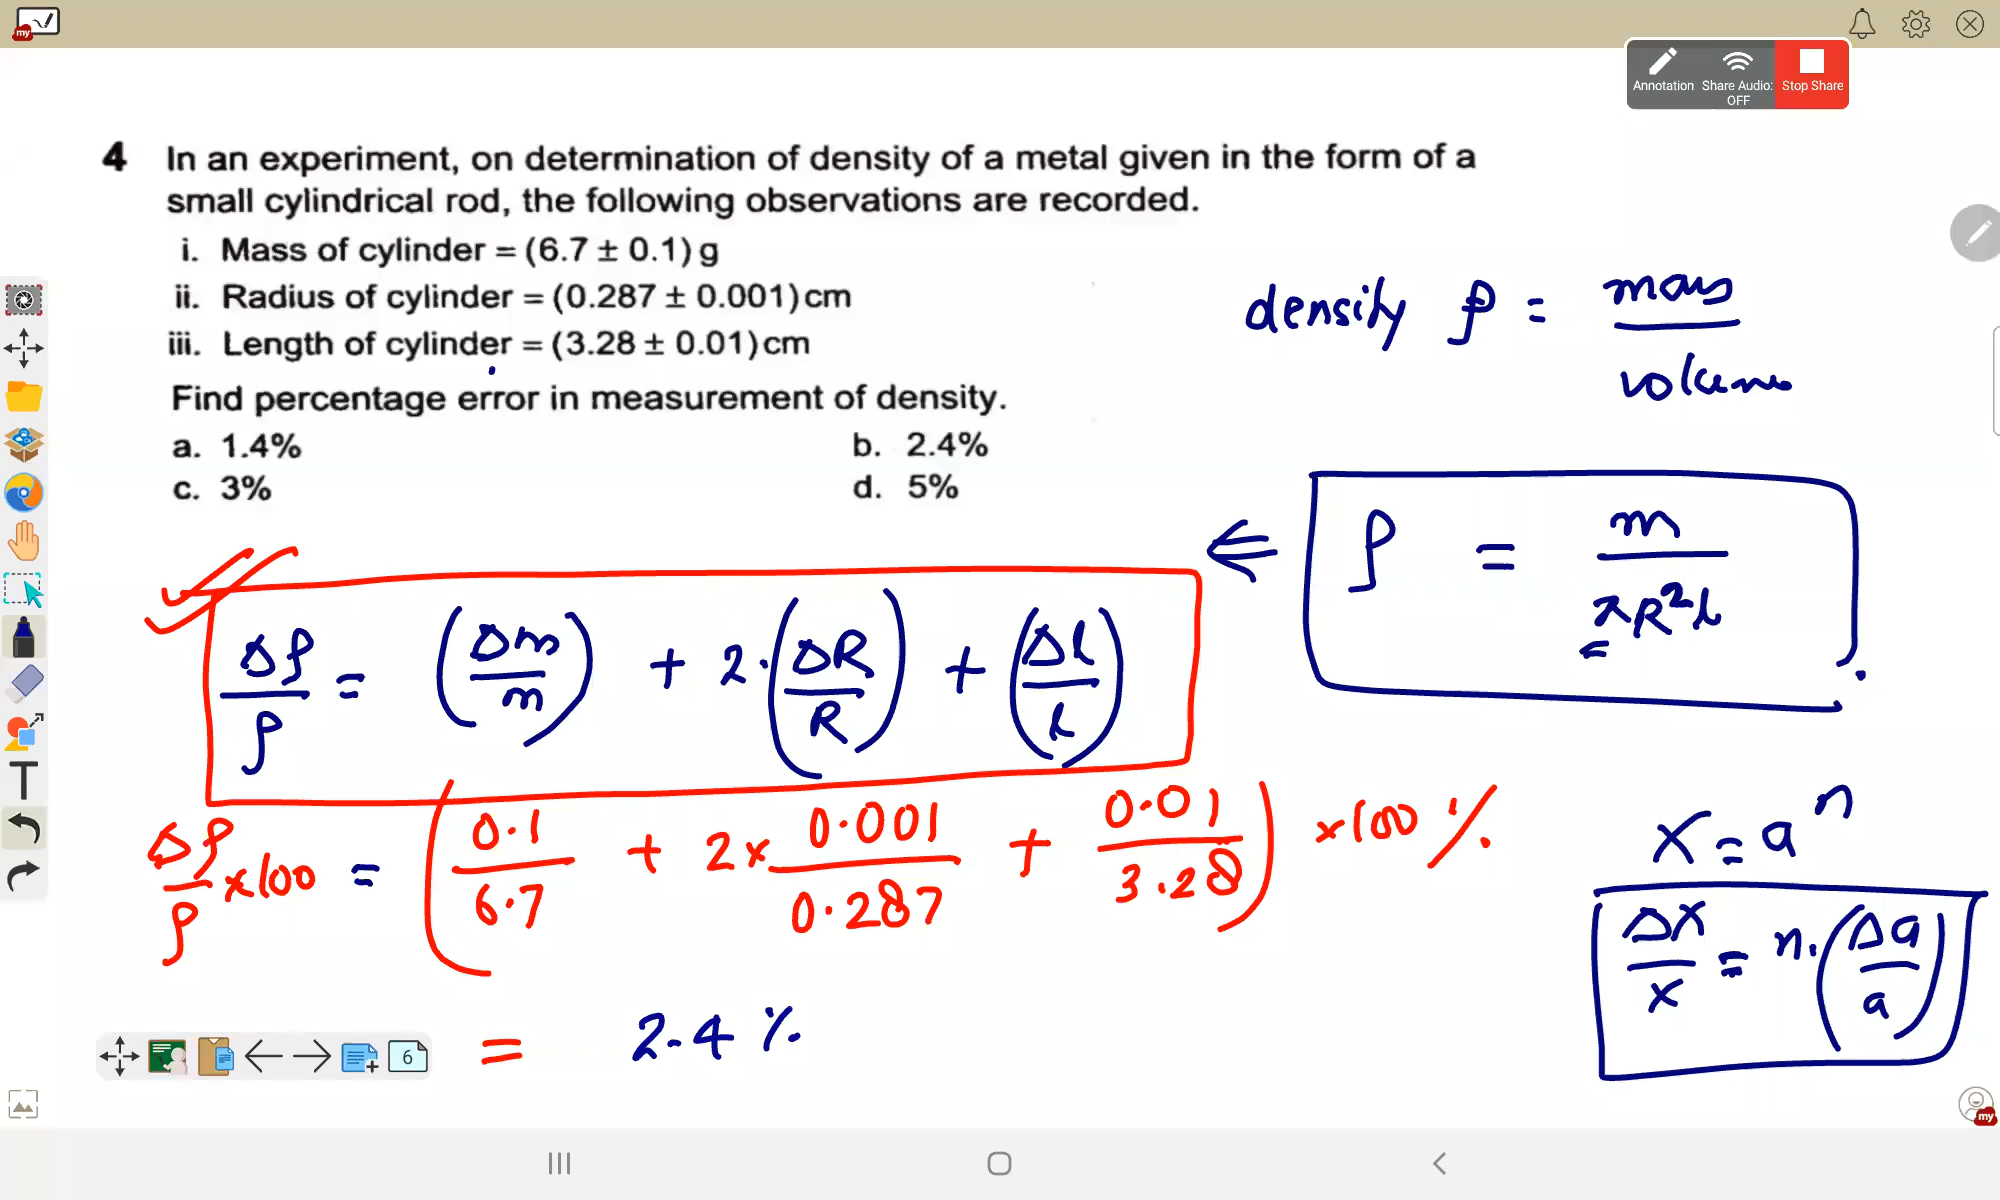 my
Annotation Share Audio: OFF Stop Share
4 In an experiment, on determination of density of a metal given in the form of a
small cylindrical rod, the following observations are recorded.
i. Mass of cylinder = (6.7 ± 0.1) g
ii. Radius of cylinder = (0.287 ± 0.001) cm
iii. Length of cylinder = (3.28 ± 0.01) cm
Find percentage error in measurement of density.
a. 1.4% b. 2.4%
c. 3% d. 5%
density ρ = mass / volume
ρ = m / πR²l
Δρ/ρ = (Δm/m) + 2·(ΔR/R) + (Δl/l)
Δρ/ρ ×100 = (0.1/6.7 + 2× 0.001/0.287 + 0.01/3.28) ×100 %
= 2.4 %
x = aⁿ
Δx/x = n·(Δa/a)
T
6
my